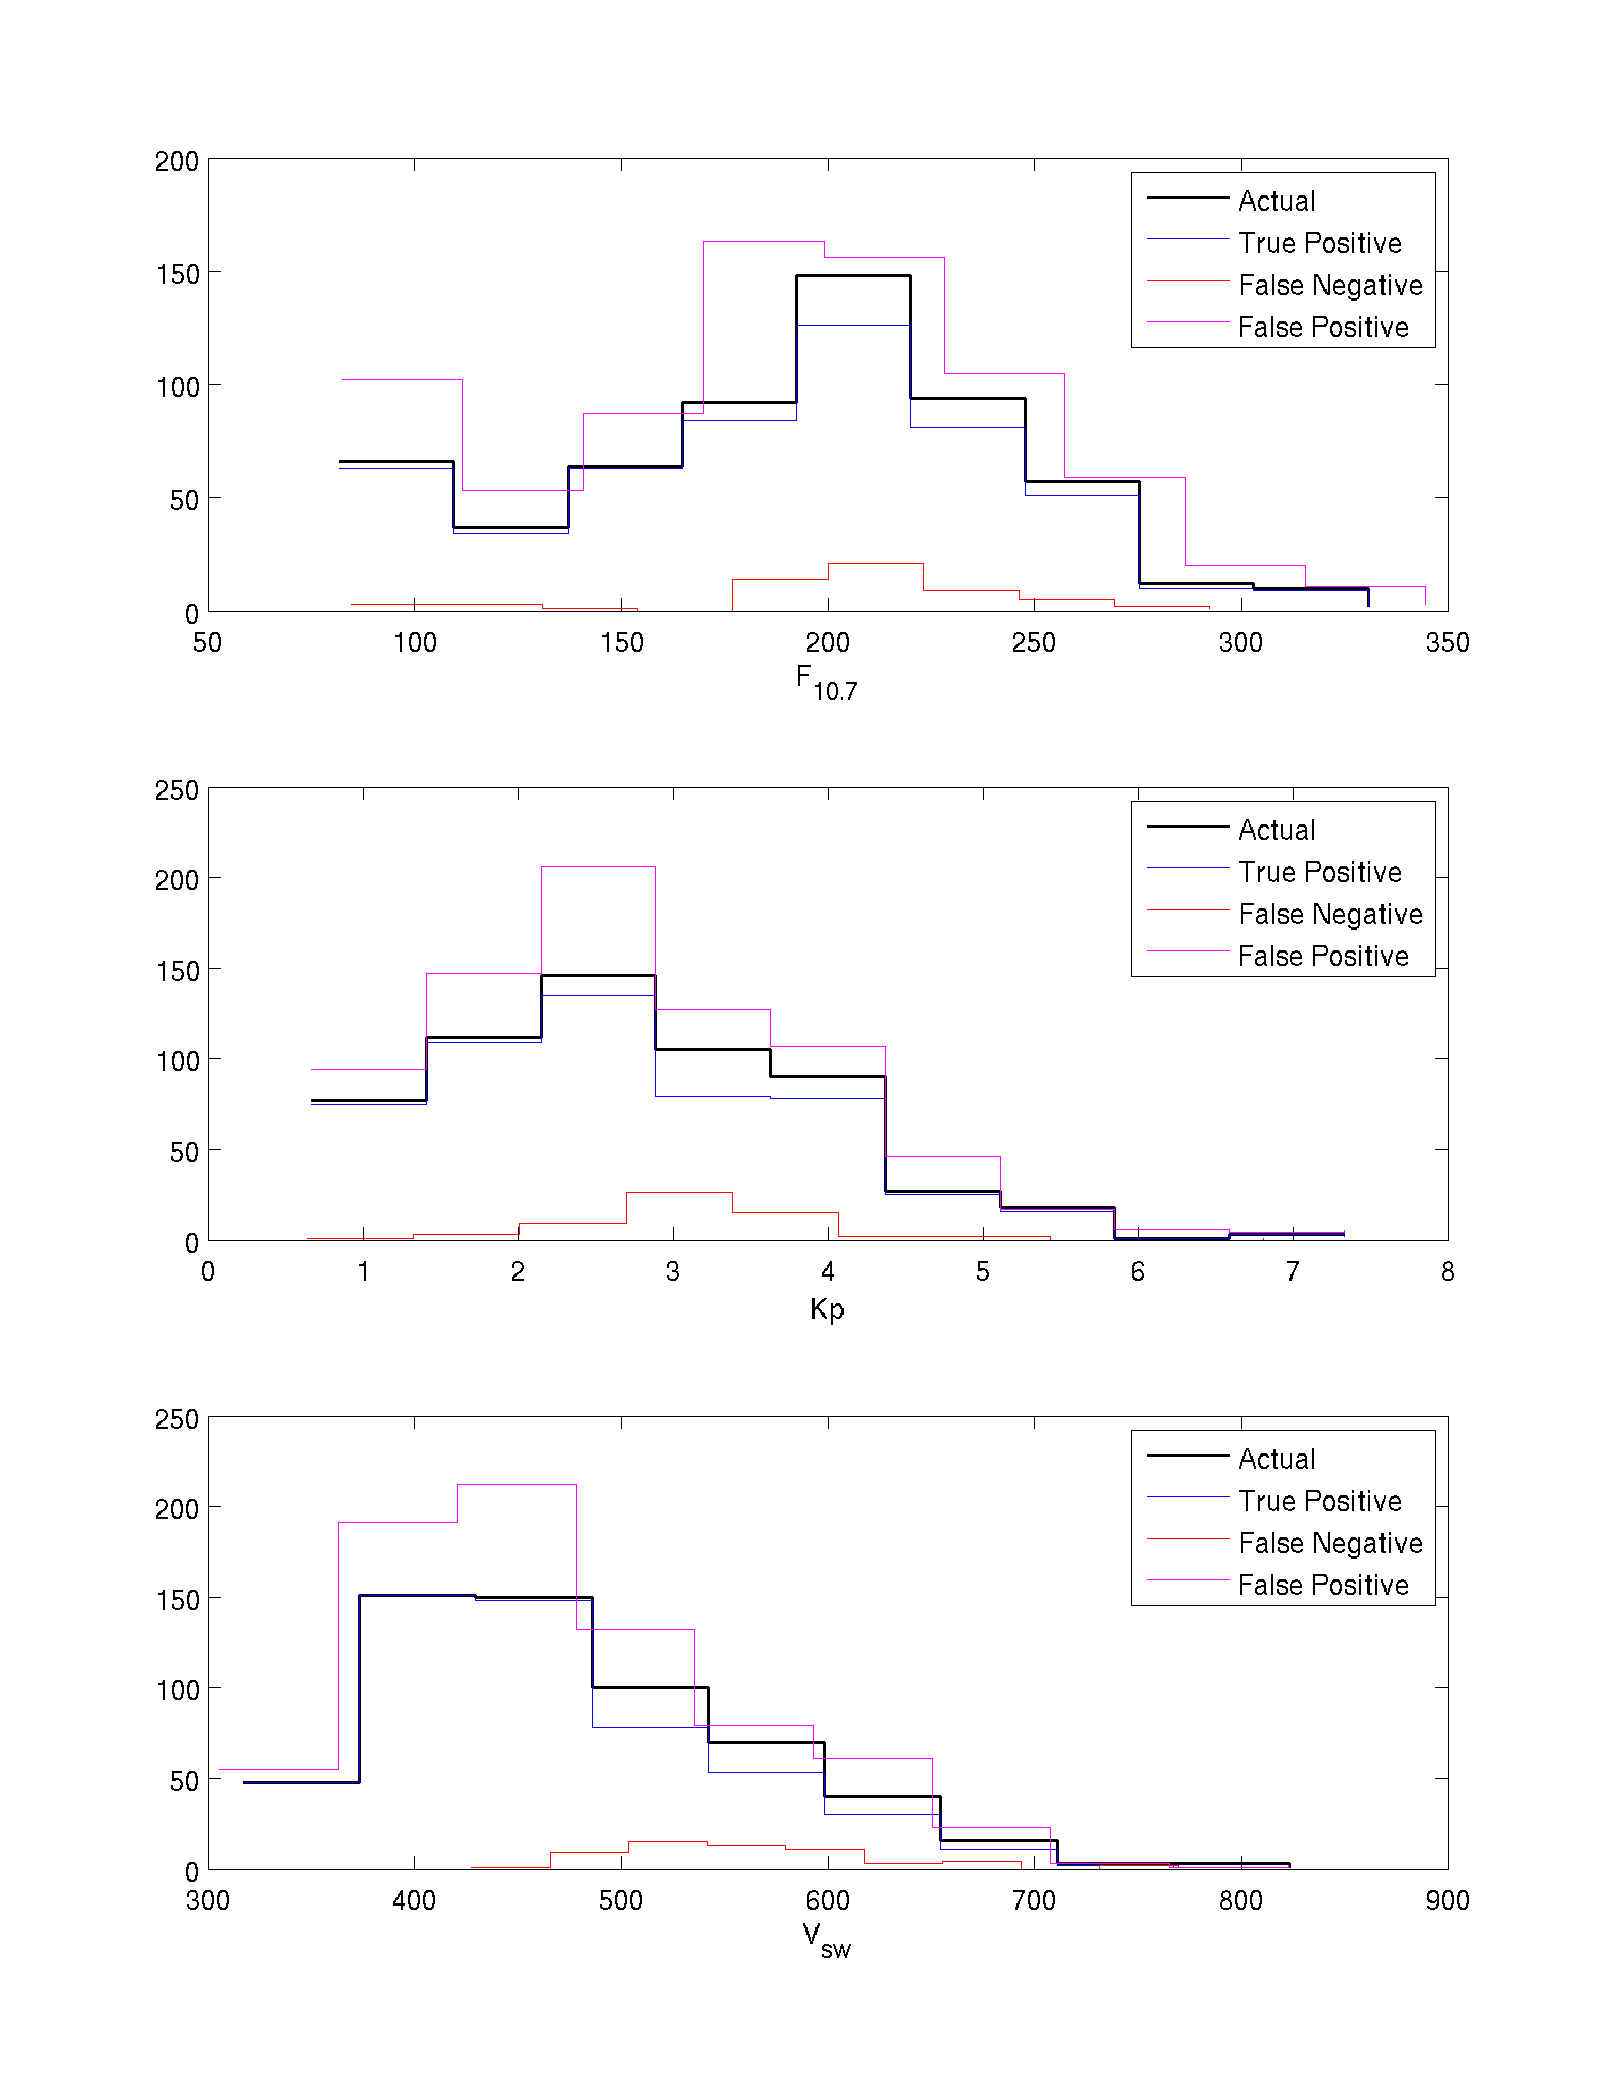 200
150
100
50
0
50 100 150 200 250 300 350
F10.7
Actual
True Positive
False Negative
False Positive
250
200
150
100
50
0
0 1 2 3 4 5 6 7 8
Kp
Actual
True Positive
False Negative
False Positive
250
200
150
100
50
0
300 400 500 600 700 800 900
Vsw
Actual
True Positive
False Negative
False Positive